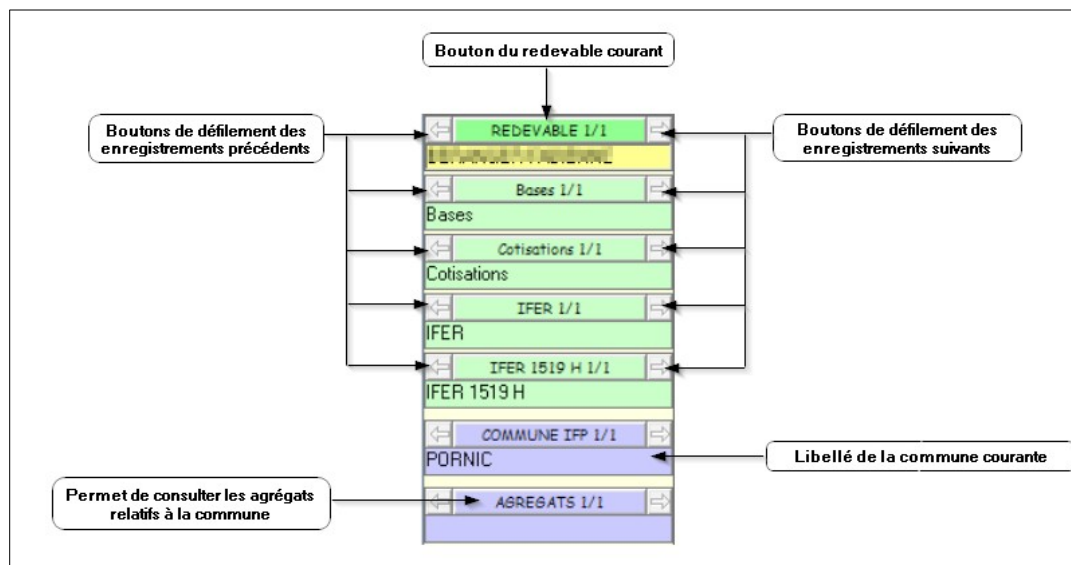 Bouton du redevable courant
Boutons de défilement des
enregistrements précédents
REDEVABLE 1/1
Boutons de défilement des
enregistrements suivants
Bases 1/1
Bases
Cotisations 1/1
Cotisations
IFER 1/1
IFER
IFER 1519 H 1/1
IFER 1519 H
COMMUNE IFP 1/1
PORNIC
Libellé de la commune courante
Permet de consulter les agrégats
relatifs à la commune
AGREGATS 1/1